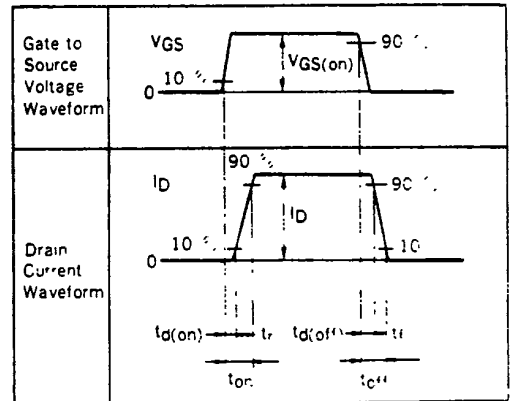 Gate to
Source
Voltage
Waveform
VGS
10 %
0
VGS(on)
90 %
Drain
Current
Waveform
ID
90 %
10 %
0
ID
90 %
10
td(on)
tr
td(off)
tf
ton
toff